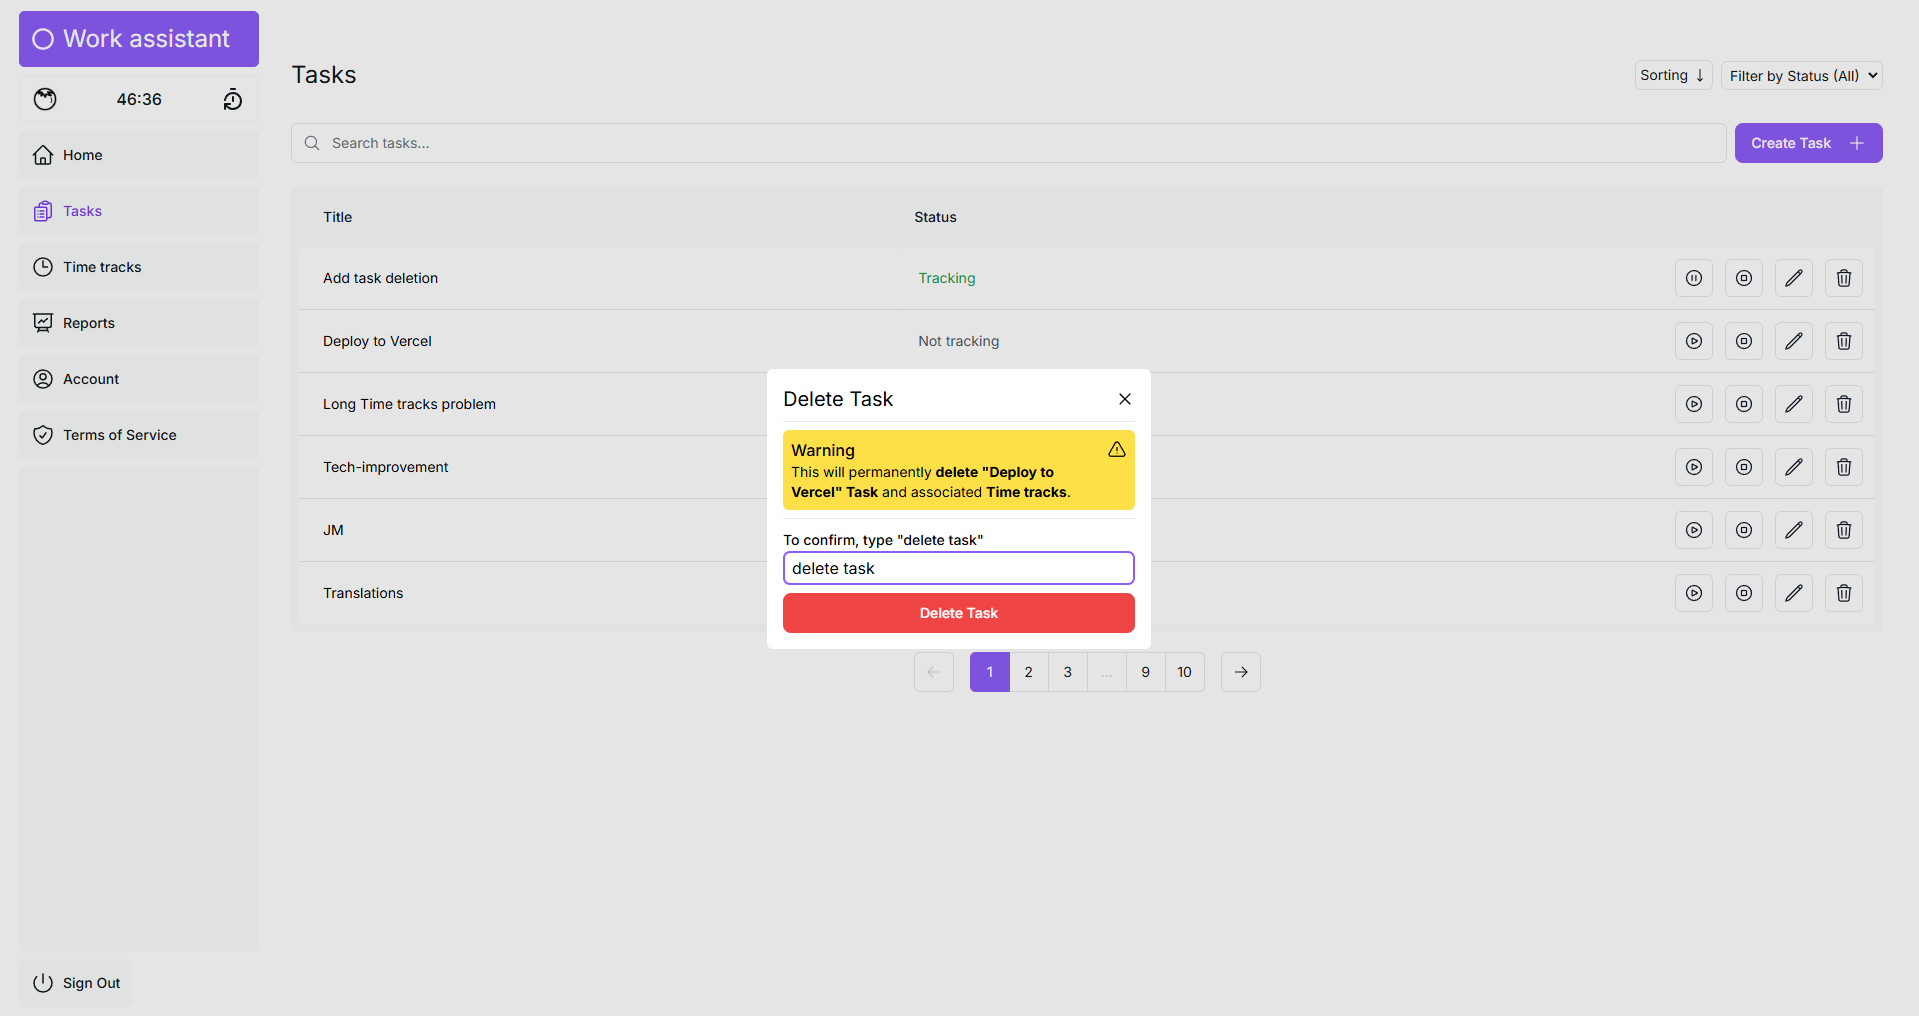 Work assistant
46:36
Home
Tasks
Time tracks
Reports
Account
Terms of Service
Sign Out
Tasks
Sorting ↓
Filter by Status (All)
Search tasks...
Create Task +
Title Status
Add task deletion Tracking
Deploy to Vercel Not tracking
Long Time tracks problem
Tech-improvement
JM
Translations
Delete Task
Warning
This will permanently delete "Deploy to
Vercel" Task and associated Time tracks.
To confirm, type "delete task"
delete task
Delete Task
← 1 2 3 ... 9 10 →